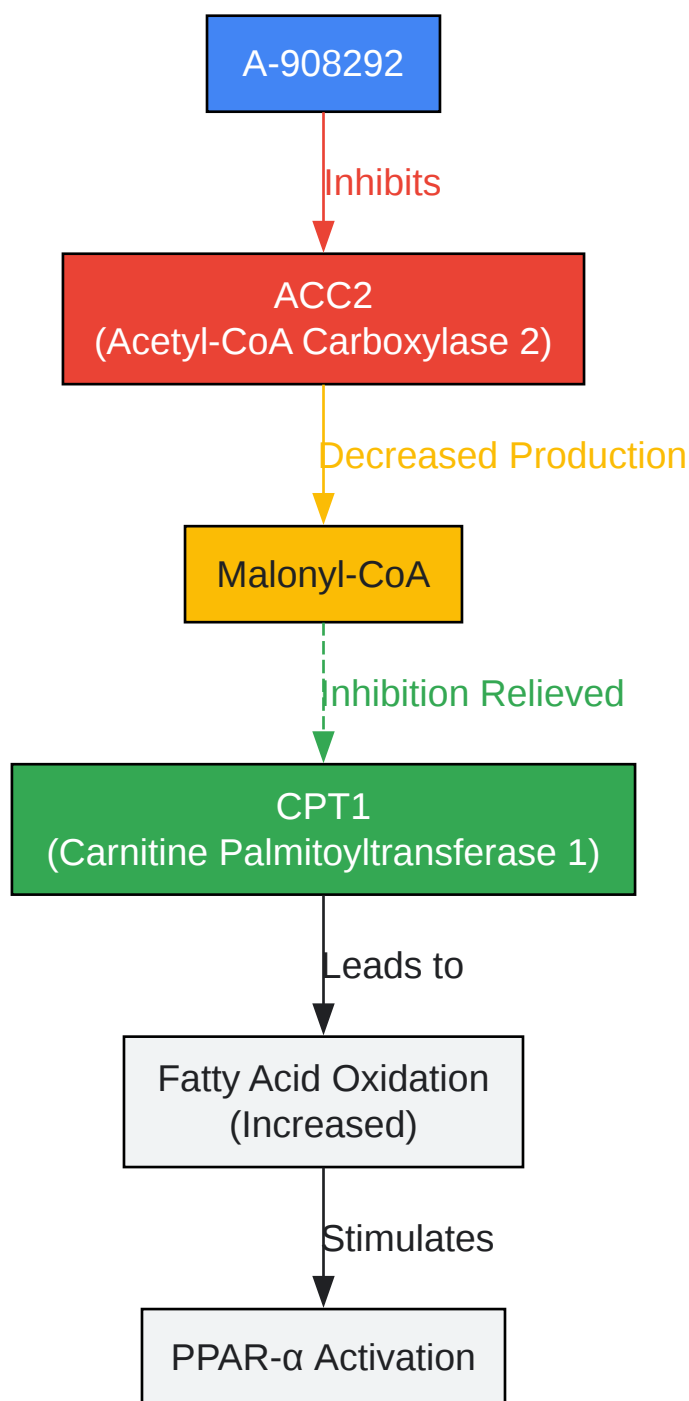 A-908292
Inhibits
ACC2
(Acetyl-CoA Carboxylase 2)
Decreased Production
Malonyl-CoA
Inhibition Relieved
CPT1
(Carnitine Palmitoyltransferase 1)
Leads to
Fatty Acid Oxidation
(Increased)
Stimulates
PPAR-α Activation